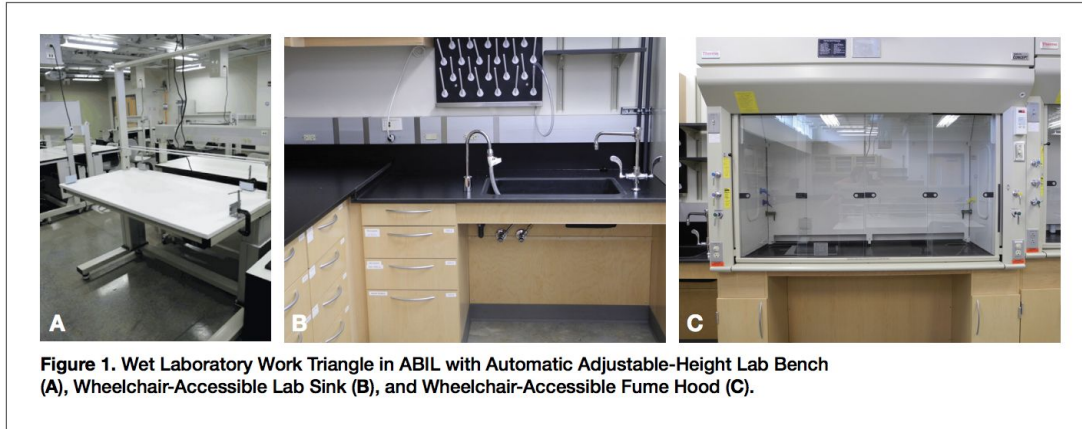 A
B
C
Figure 1. Wet Laboratory Work Triangle in ABIL with Automatic Adjustable-Height Lab Bench
(A), Wheelchair-Accessible Lab Sink (B), and Wheelchair-Accessible Fume Hood (C).